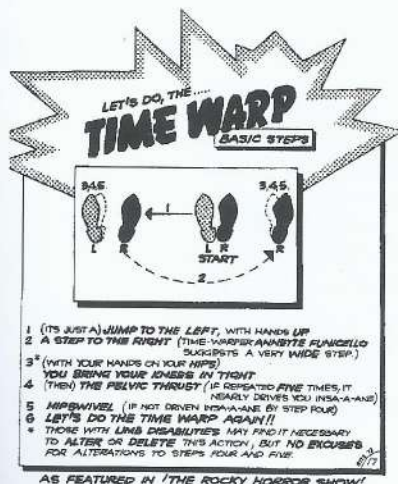 LET'S DO, THE .....
TIME WARP
BASIC STEPS
3,4,5. 3,4,5.
1
L R L R R
START
2
1 (IT'S JUST A) JUMP TO THE LEFT, WITH HANDS UP
2 A STEP TO THE RIGHT (TIME-WARPER ANNETTE FUNICELLO
SUGGESTS A VERY WIDE STEP.)
3* (WITH YOUR HANDS ON YOUR HIPS)
YOU BRING YOUR KNEES IN TIGHT
4 (THEN) THE PELVIC THRUST (IF REPEATED FIVE TIMES, IT
NEARLY DRIVES YOU INSA-A-ANE)
5 HIPSWIVEL (IF NOT DRIVEN INSA-A-ANE BY STEP FOUR)
6 LET'S DO THE TIME WARP AGAIN!!
* THOSE WITH LIMB DISABILITIES MAY FIND IT NECESSARY
TO ALTER OR DELETE THIS ACTION, BUT NO EXCUSES
FOR ALTERATIONS TO STEPS FOUR AND FIVE.
AS FEATURED IN 'THE ROCKY HORROR SHOW'